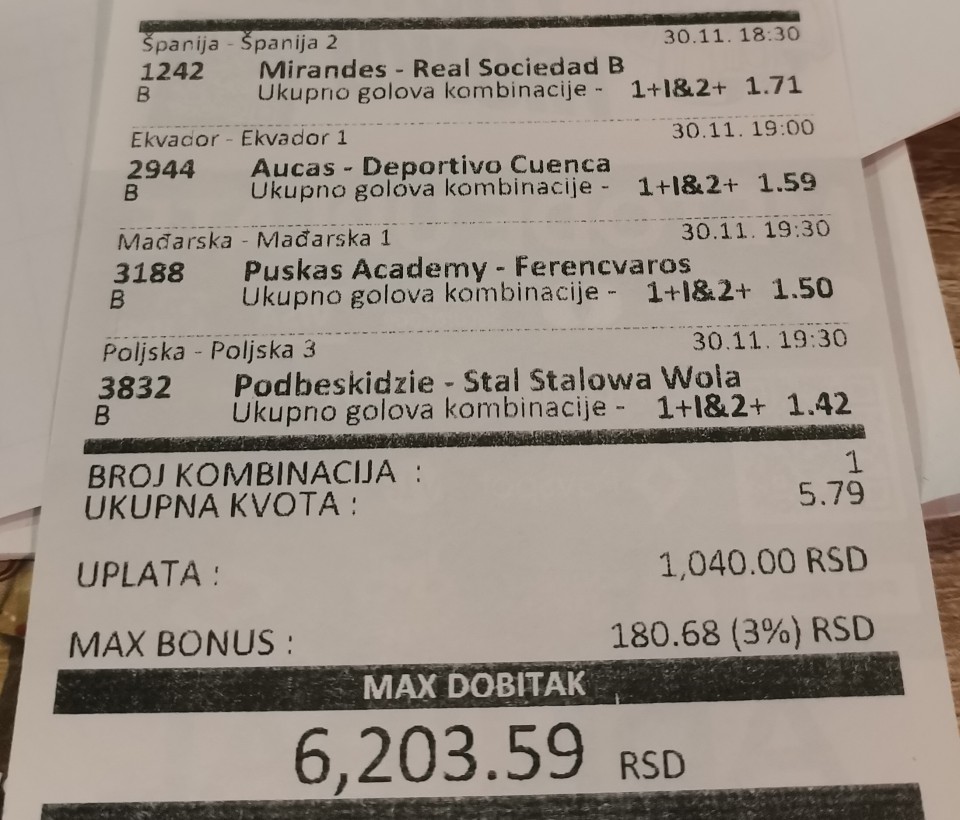 Španija - Španija 2 30.11. 18:30
1242 Mirandes - Real Sociedad B
B Ukupno golova kombinacije - 1+I&2+ 1.71
Ekvador - Ekvador 1 30.11. 19:00
2944 Aucas - Deportivo Cuenca
B Ukupno golova kombinacije - 1+I&2+ 1.59
Mađarska - Mađarska 1 30.11. 19:30
3188 Puskas Academy - Ferencvaros
B Ukupno golova kombinacije - 1+I&2+ 1.50
Poljska - Poljska 3 30.11. 19:30
3832 Podbeskidzie - Stal Stalowa Wola
B Ukupno golova kombinacije - 1+I&2+ 1.42
BROJ KOMBINACIJA : 1
UKUPNA KVOTA : 5.79
UPLATA : 1,040.00 RSD
MAX BONUS : 180.68 (3%) RSD
MAX DOBITAK
6,203.59 RSD